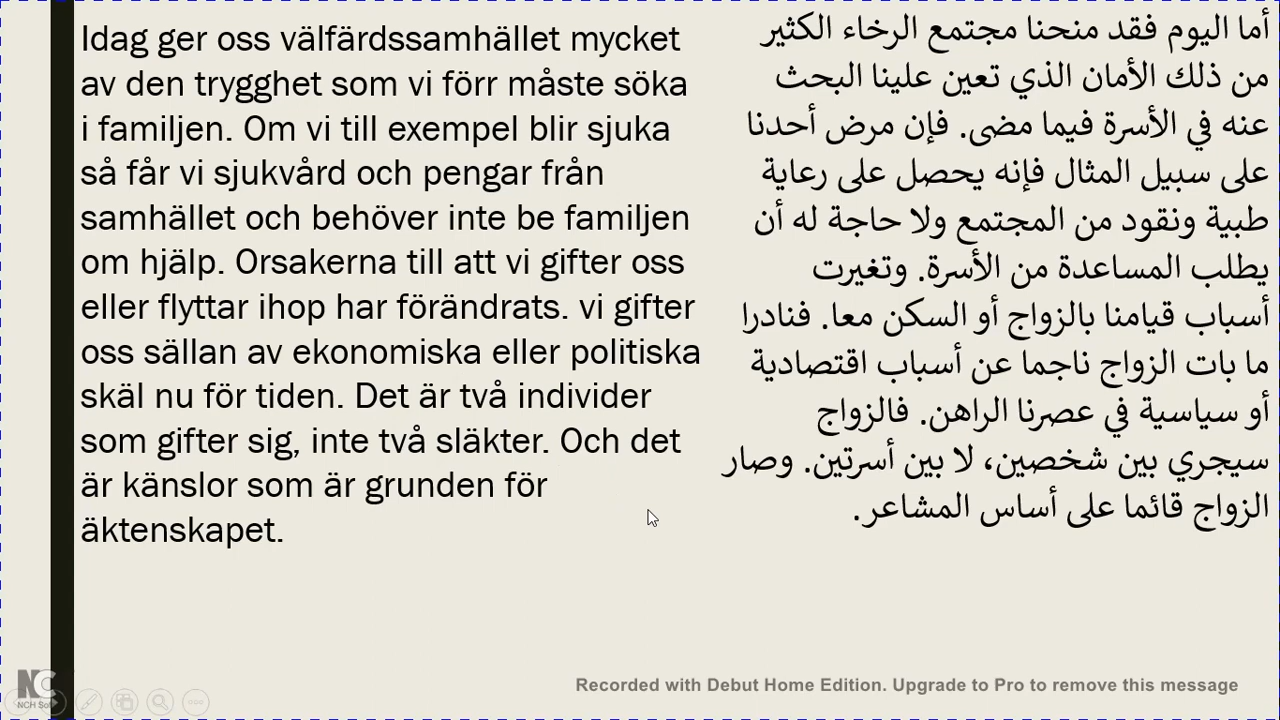 Idag ger oss välfärdssamhället mycket
av den trygghet som vi förr måste söka
i familjen. Om vi till exempel blir sjuka
så får vi sjukvård och pengar från
samhället och behöver inte be familjen
om hjälp. Orsakerna till att vi gifter oss
eller flyttar ihop har förändrats. vi gifter
oss sällan av ekonomiska eller politiska
skäl nu för tiden. Det är två individer
som gifter sig, inte två släkter. Och det
är känslor som är grunden för
äktenskapet.
أما اليوم فقد منحنا مجتمع الرخاء الكثير
من ذلك الأمان الذي تعين علينا البحث
عنه في الأسرة فيما مضى. فإن مرض أحدنا
على سبيل المثال فإنه يحصل على رعاية
طبية ونقود من المجتمع ولا حاجة له أن
يطلب المساعدة من الأسرة. وتغيرت
أسباب قيامنا بالزواج أو السكن معا. فنادرا
ما بات الزواج ناجما عن أسباب اقتصادية
أو سياسية في عصرنا الراهن. فالزواج
سيجري بين شخصين، لا بين أسرتين. وصار
الزواج قائما على أساس المشاعر.
NC
NCH Sof
Recorded with Debut Home Edition. Upgrade to Pro to remove this message